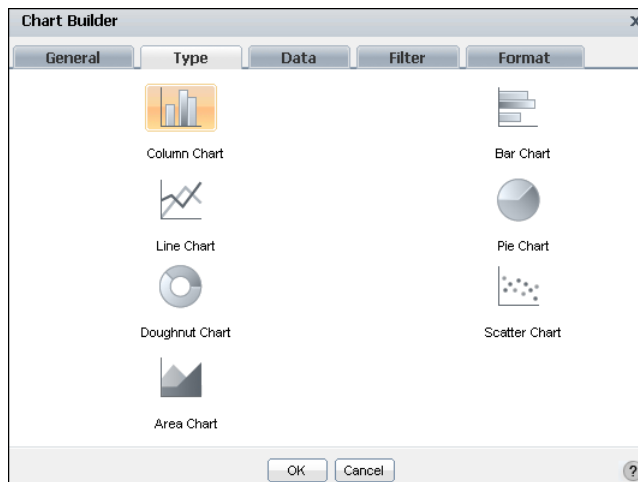 Chart Builder
x
General Type Data Filter Format
Column Chart Bar Chart
Line Chart Pie Chart
Doughnut Chart Scatter Chart
Area Chart
OK Cancel ?